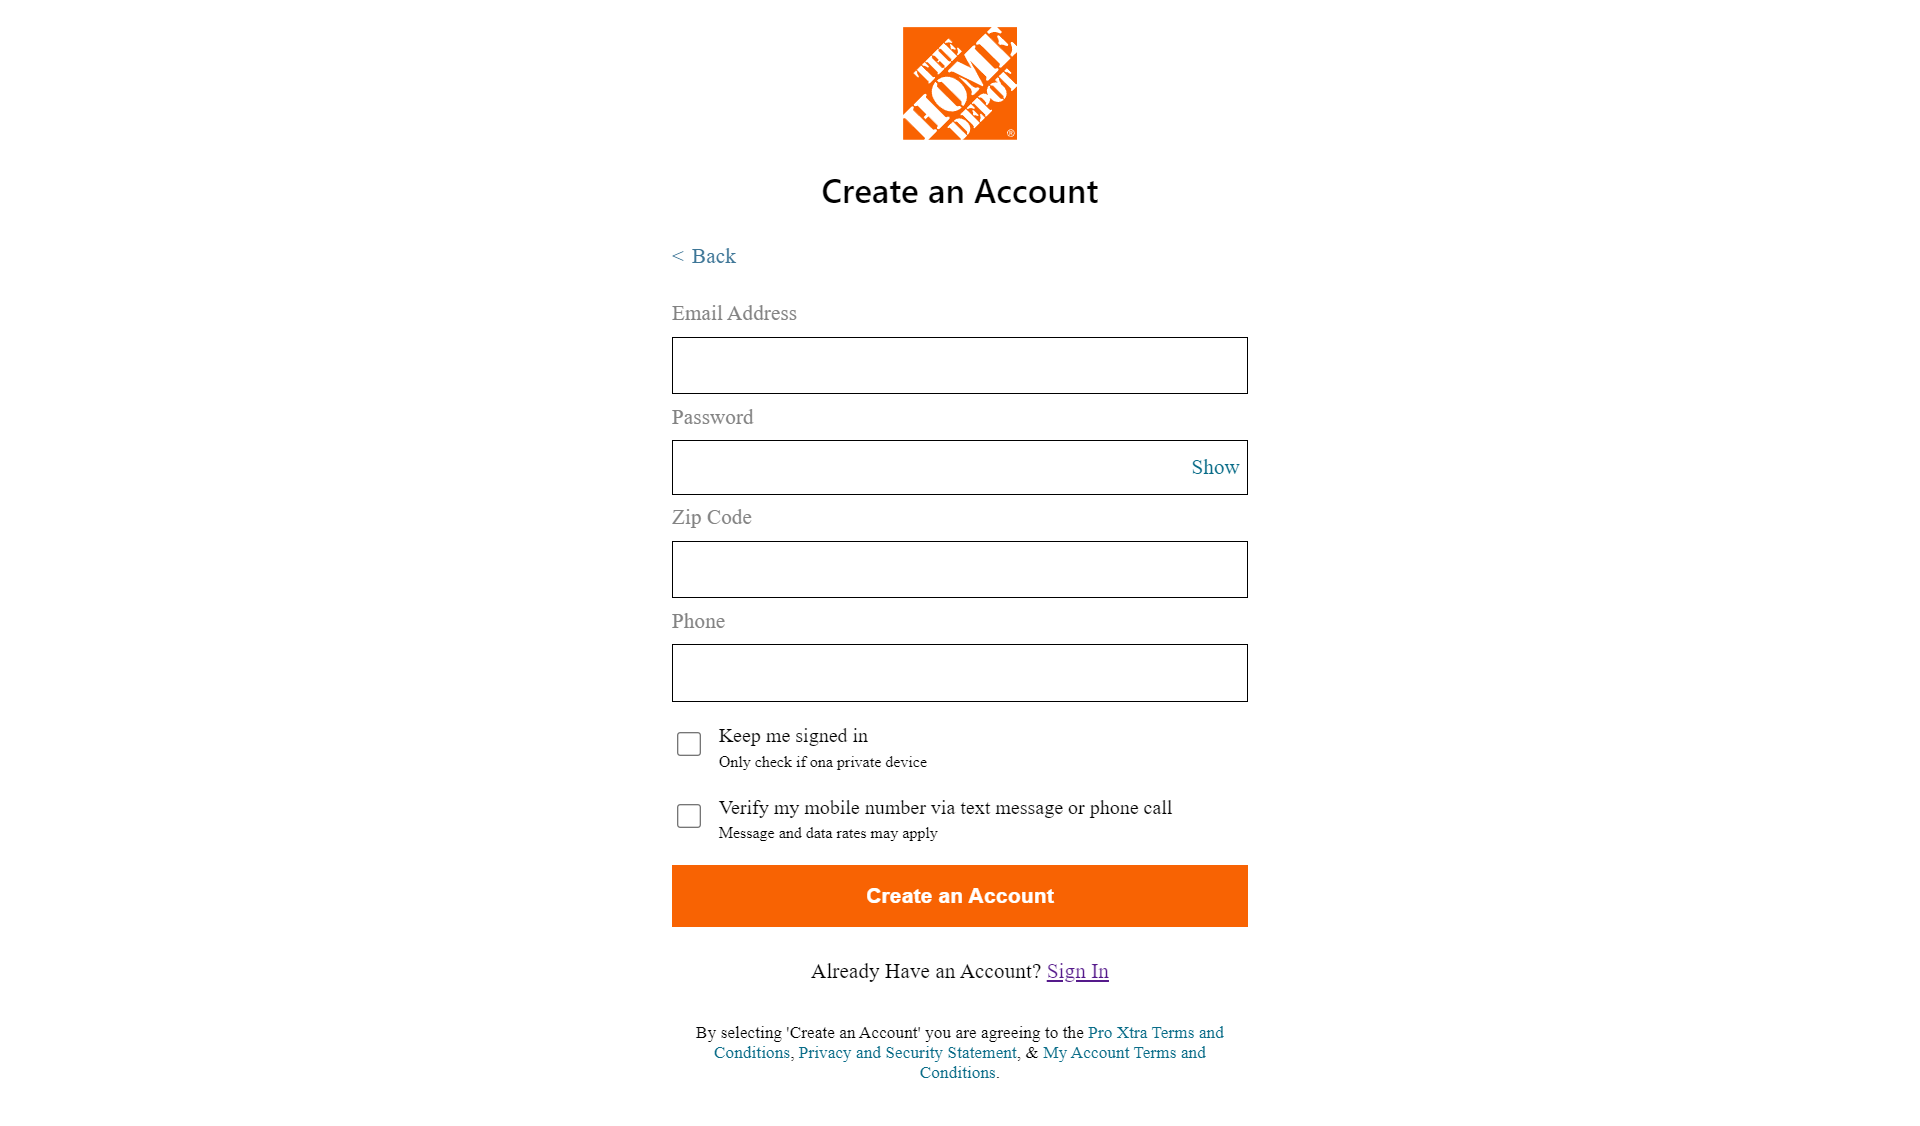 THE
HOME
DEPOT
®
Create an Account
< Back
Email Address
Password
Show
Zip Code
Phone
Keep me signed in
Only check if ona private device
Verify my mobile number via text message or phone call
Message and data rates may apply
Create an Account
Already Have an Account? Sign In
By selecting 'Create an Account' you are agreeing to the Pro Xtra Terms and
Conditions, Privacy and Security Statement, & My Account Terms and
Conditions.